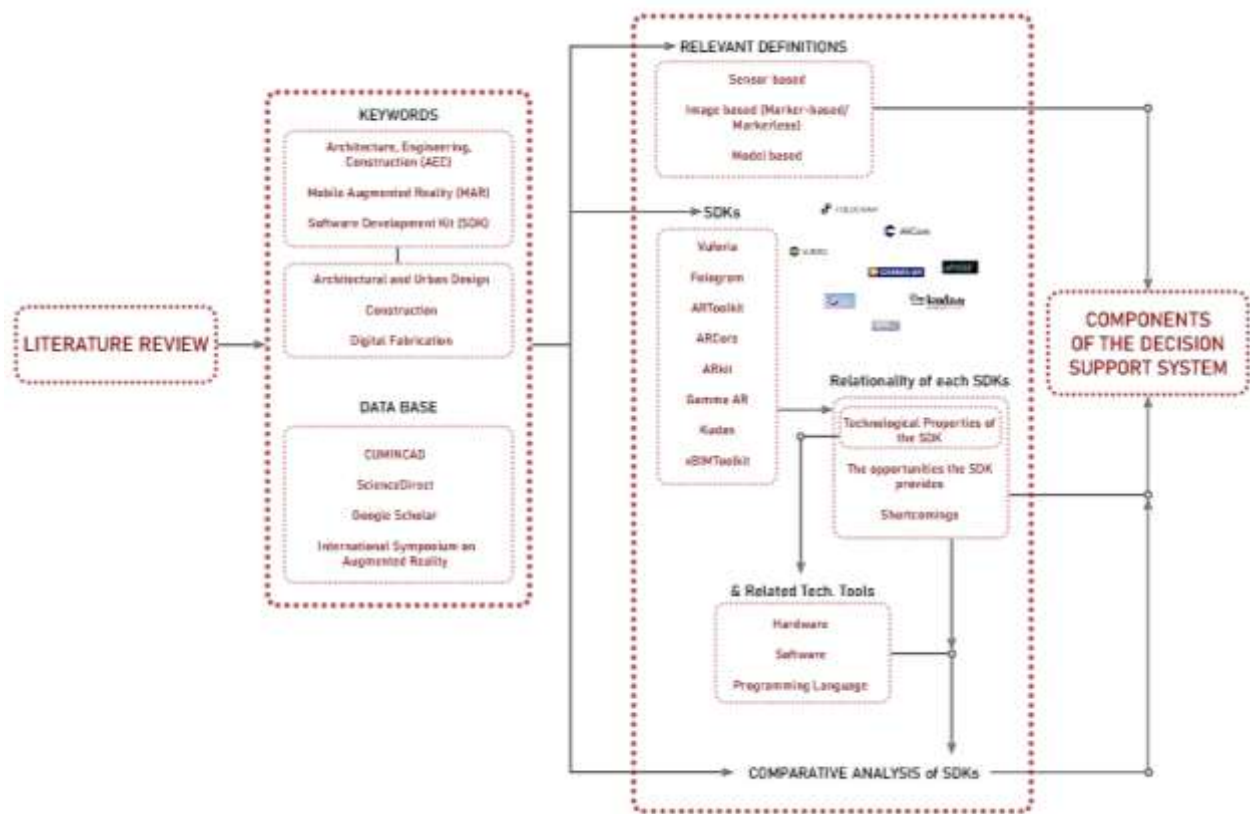 LITERATURE REVIEW
KEYWORDS
Architecture, Engineering,
Construction (AEC)
Mobile Augmented Reality (MAR)
Software Development Kit (SDK)
Architectural and Urban Design
Construction
Digital Fabrication
DATA BASE
CUMINCAD
ScienceDirect
Google Scholar
International Symposium on
Augmented Reality
RELEVANT DEFINITIONS
Sensor based
Image based (Marker-based/
Markerless)
Model based
SDKs
Vuforia
Fologram
ARToolkit
ARCore
ARkit
Gamma AR
Kudan
xBIMToolkit
ARCore
GAMMA AR
kudan
Relationality of each SDKs
Technological Properties of
the SDK
The opportunities the SDK
provides
Shortcomings
& Related Tech. Tools
Hardware
Software
Programming Language
COMPARATIVE ANALYSIS of SDKs
COMPONENTS
OF THE DECISION
SUPPORT SYSTEM